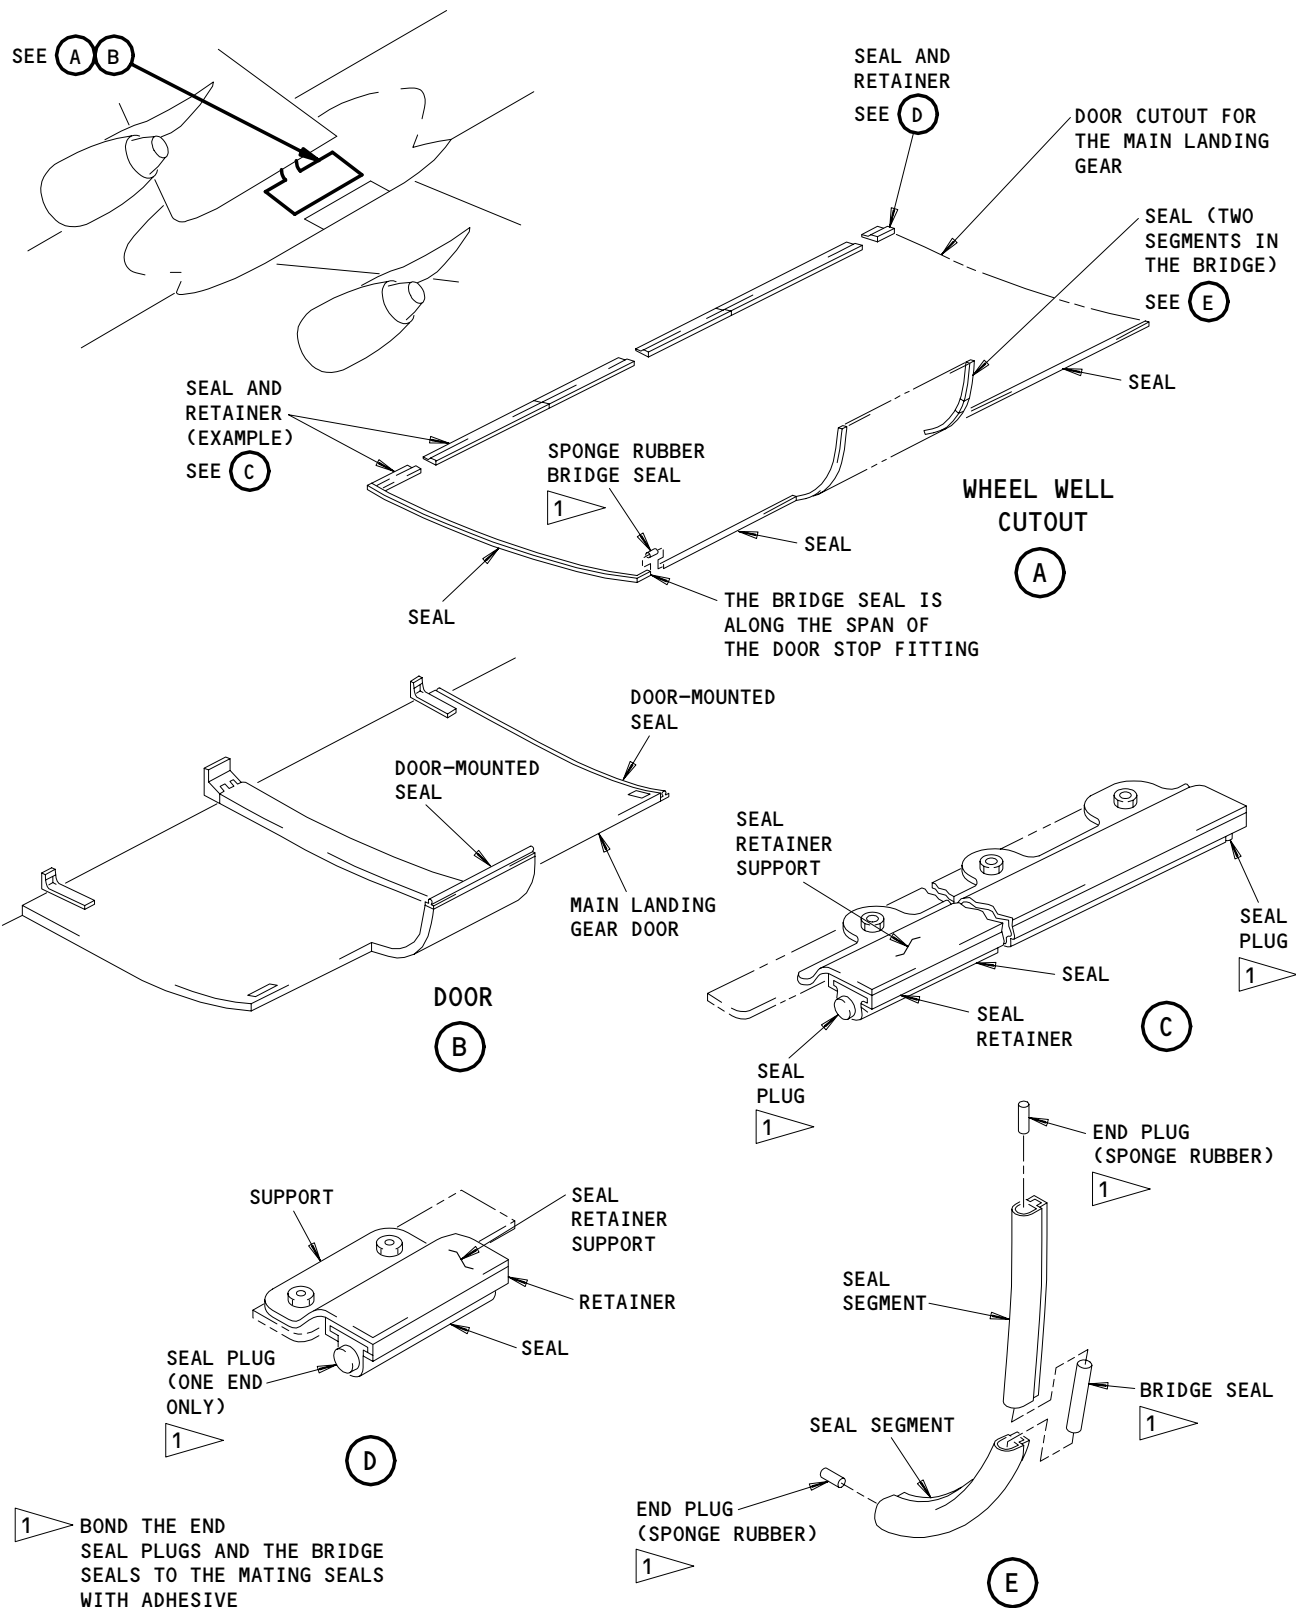 SEE A B
SEAL AND
RETAINER
SEE D
DOOR CUTOUT FOR
THE MAIN LANDING
GEAR
SEAL (TWO
SEGMENTS IN
THE BRIDGE)
SEE E
SEAL AND
RETAINER
(EXAMPLE)
SEE C
SPONGE RUBBER
BRIDGE SEAL
1
SEAL
WHEEL WELL
CUTOUT
A
SEAL
SEAL
THE BRIDGE SEAL IS
ALONG THE SPAN OF
THE DOOR STOP FITTING
DOOR-MOUNTED
SEAL
DOOR-MOUNTED
SEAL
MAIN LANDING
GEAR DOOR
DOOR
B
SEAL
RETAINER
SUPPORT
SEAL
PLUG
1
SEAL
SEAL
RETAINER
C
SEAL
PLUG
1
SUPPORT
SEAL
RETAINER
SUPPORT
RETAINER
SEAL
SEAL PLUG
(ONE END
ONLY)
1
D
END PLUG
(SPONGE RUBBER)
1
SEAL
SEGMENT
BRIDGE SEAL
1
SEAL SEGMENT
END PLUG
(SPONGE RUBBER)
1
E
1 BOND THE END
SEAL PLUGS AND THE BRIDGE
SEALS TO THE MATING SEALS
WITH ADHESIVE